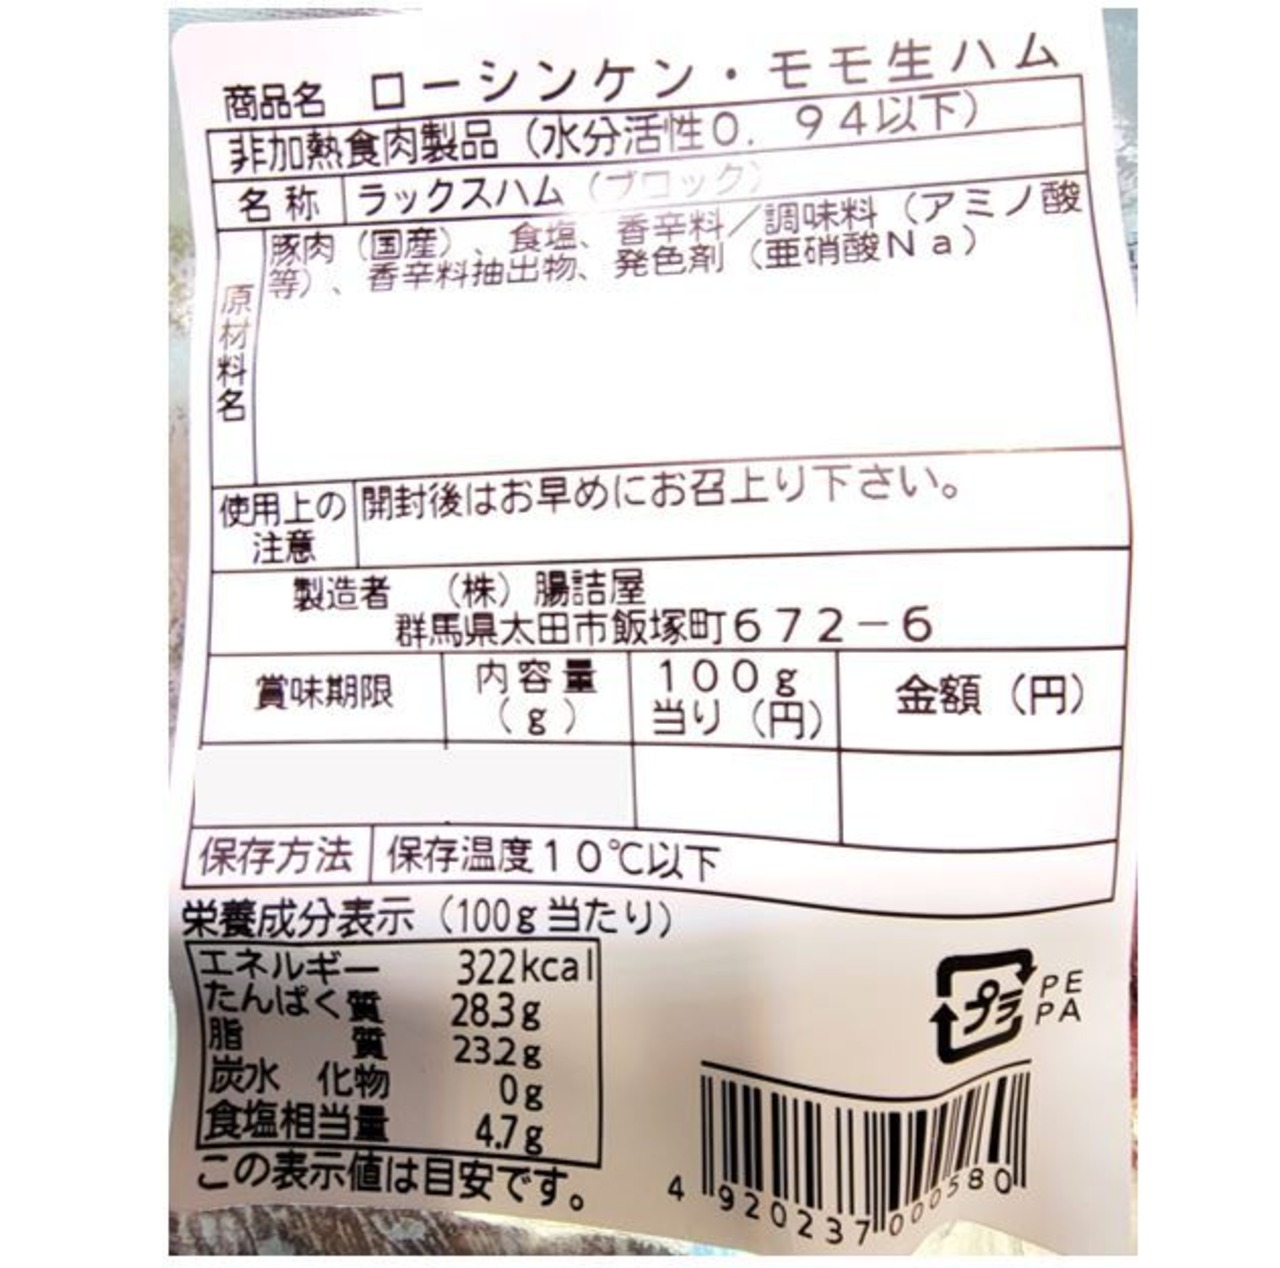 商品名 ローシンケン・モモ生ハム
非加熱食肉製品（水分活性0．94以下）
名称 ラックスハム（ブロック）
原材料名
豚肉（国産）、食塩、香辛料／調味料（アミノ酸
等）、香辛料抽出物、発色剤（亜硝酸Na）
使用上の注意 開封後はお早めにお召上り下さい。
製造者 （株）腸詰屋
群馬県太田市飯塚町672－6
賞味期限 内容量（g） 100g当り（円） 金額（円）
保存方法 保存温度10℃以下
栄養成分表示（100g当たり）
エネルギー 322kcal
たんぱく質 28.3g
脂質 23.2g
炭水化物 0g
食塩相当量 4.7g
この表示値は目安です。
プラ
PE
PA
4 920237 000580